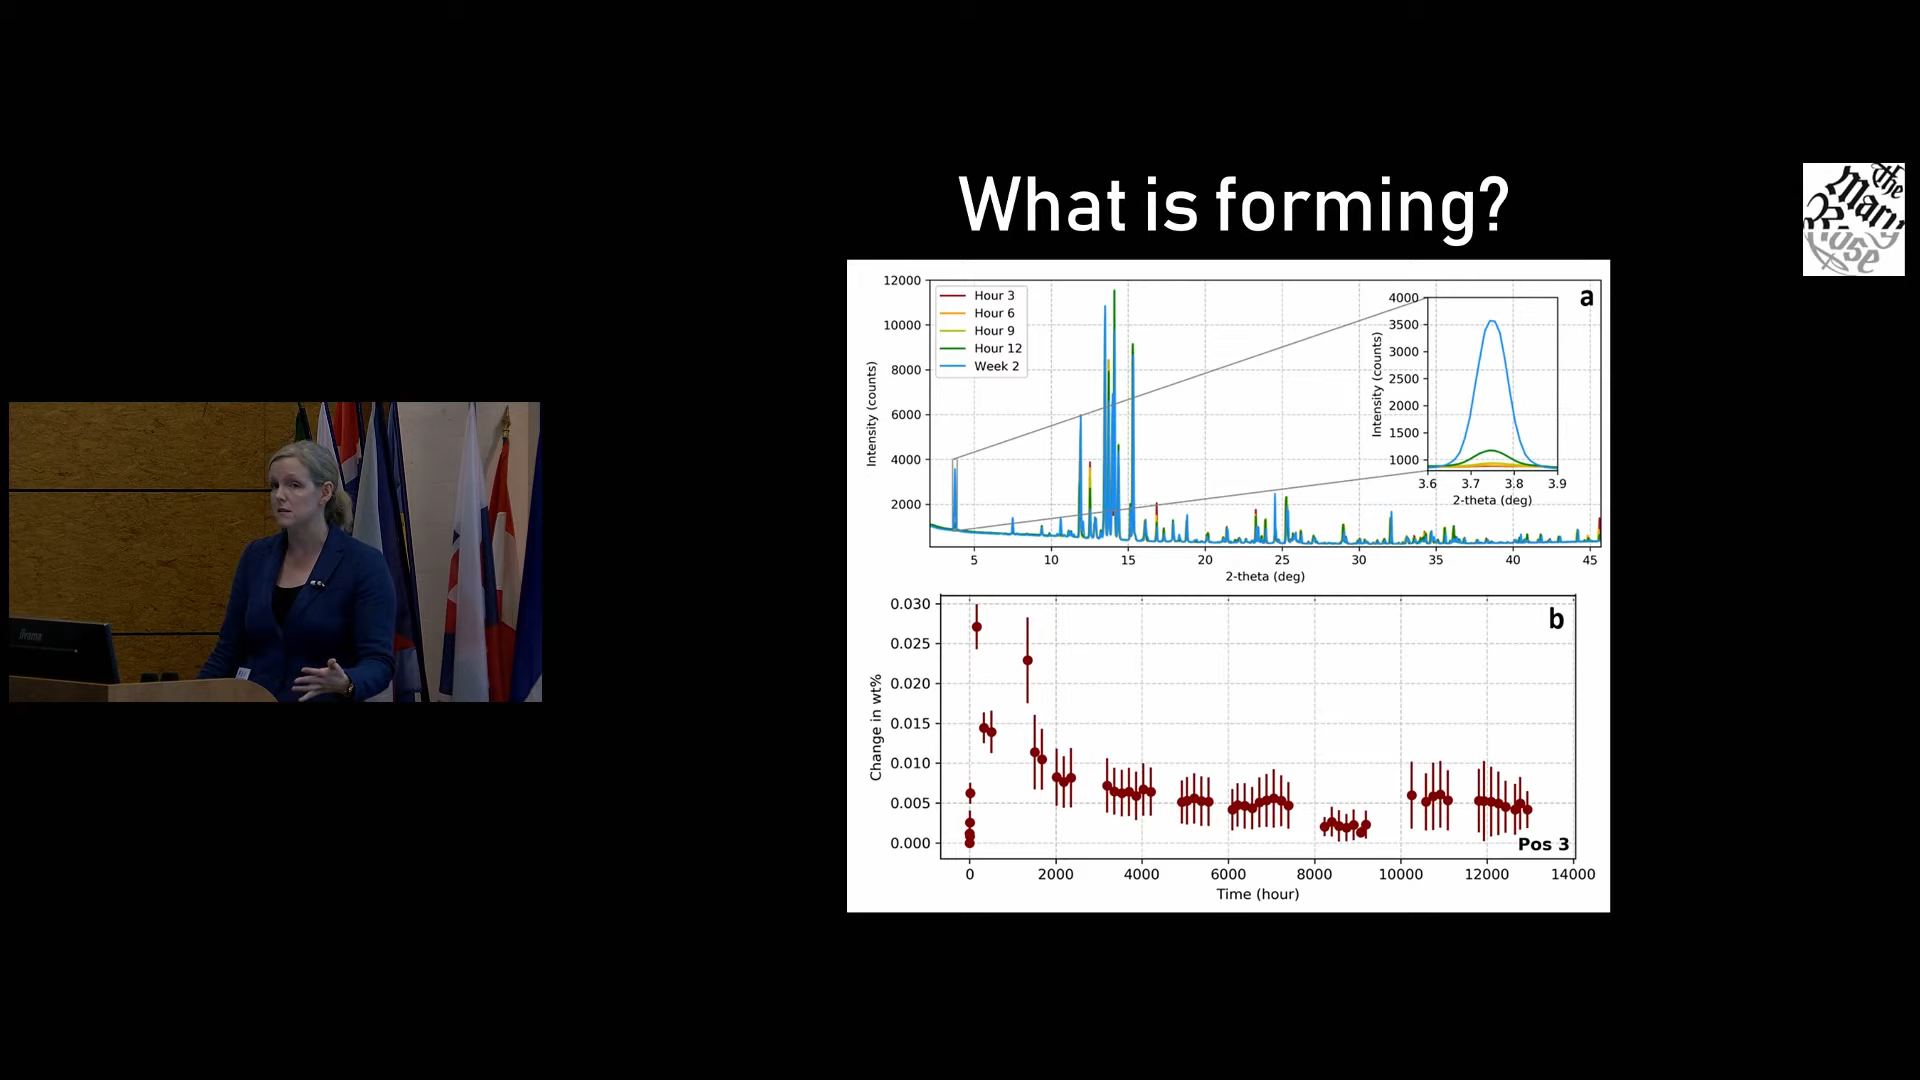 What is forming?
the
Mary
Rose
a
12000
10000
8000
6000
4000
2000
Intensity (counts)
Hour 3
Hour 6
Hour 9
Hour 12
Week 2
4000
3500
3000
2500
2000
1500
1000
Intensity (counts)
3.6 3.7 3.8 3.9
2-theta (deg)
5 10 15 20 25 30 35 40 45
2-theta (deg)
b
0.030
0.025
0.020
0.015
0.010
0.005
0.000
Change in wt%
Pos 3
0 2000 4000 6000 8000 10000 12000 14000
Time (hour)
iiyama